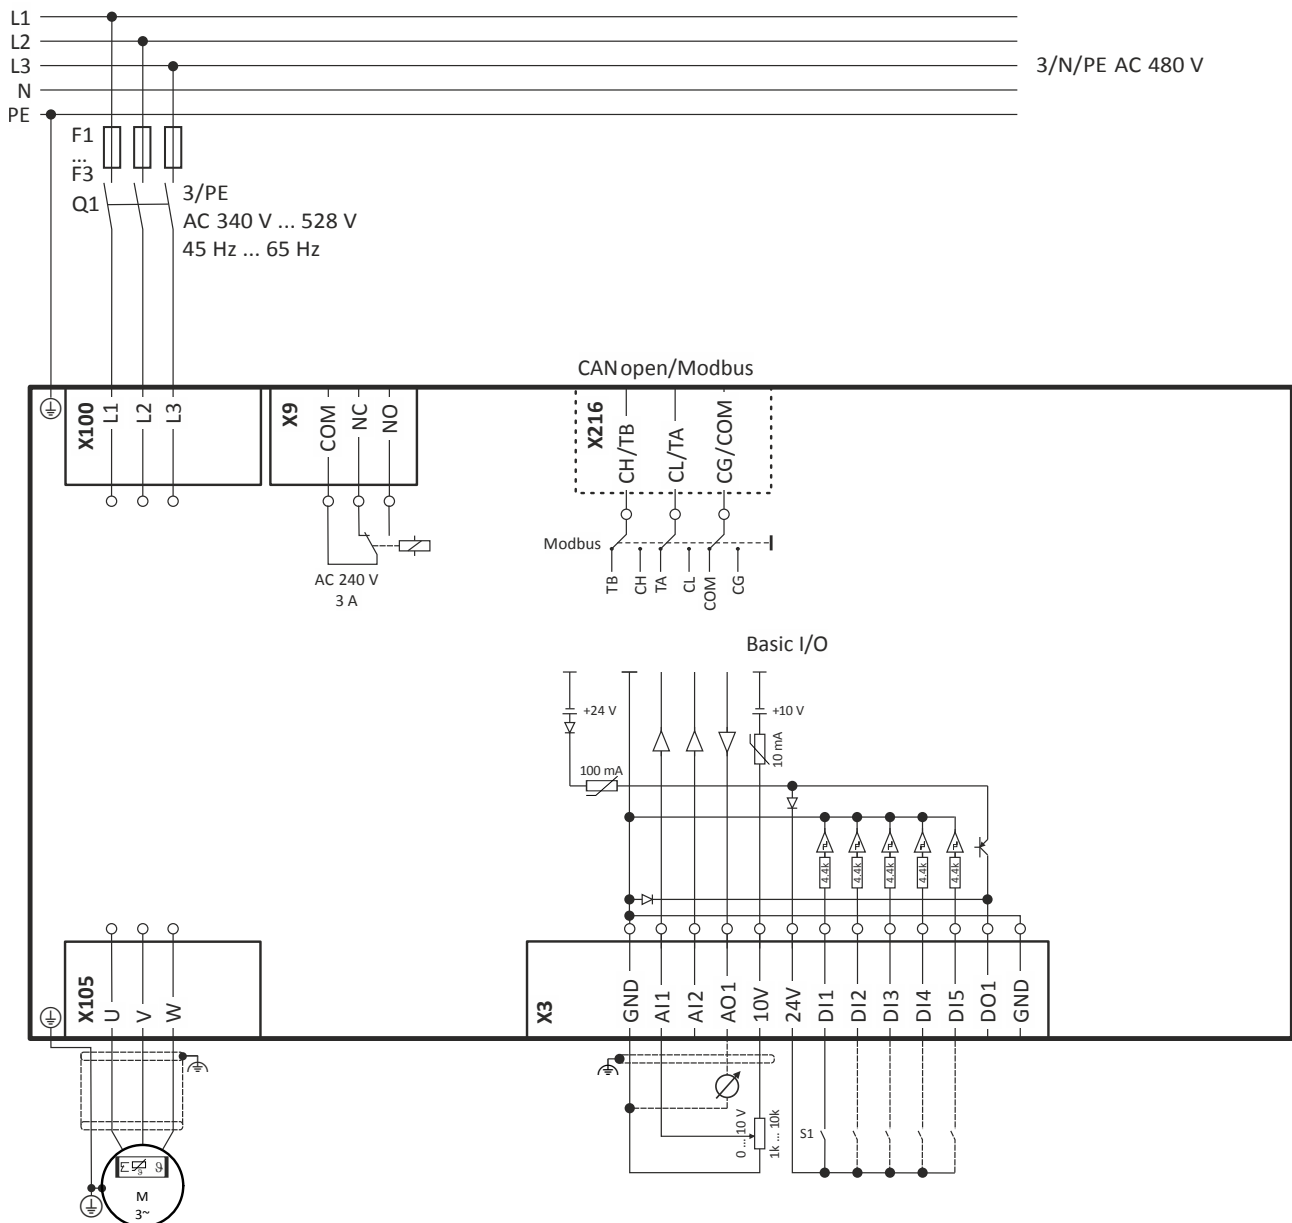 L1
L2
L3
N
PE
3/N/PE AC 480 V
F1
...
F3
Q1
3/PE
AC 340 V ... 528 V
45 Hz ... 65 Hz
CANopen/Modbus
X100
L1
L2
L3
X9
COM
NC
NO
X216
CH/TB
CL/TA
CG/COM
AC 240 V
3 A
Modbus
TB
CH
TA
CL
COM
CG
Basic I/O
+24 V
+10 V
100 mA
10 mA
4.4k
4.4k
4.4k
4.4k
4.4k
X105
U
V
W
X3
GND
AI1
AI2
AO1
10V
24V
DI1
DI2
DI3
DI4
DI5
DO1
GND
0 ... 10 V
1k ... 10k
S1
ϑ
ϑ
M
3~